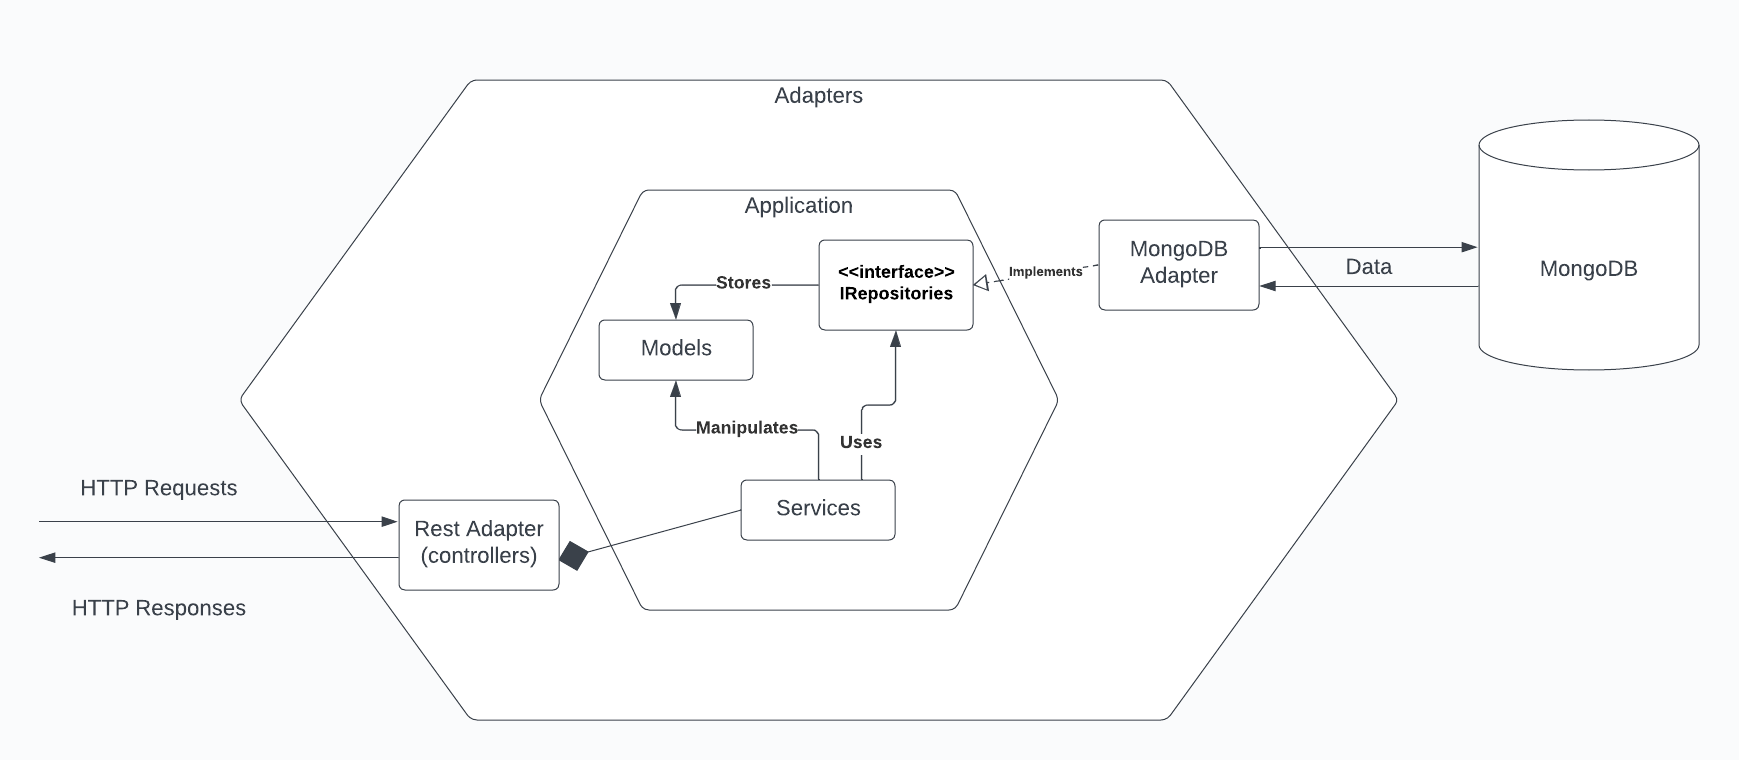 Adapters
Application
<<interface>>
IRepositories
Stores
Implements
MongoDB
Adapter
Data
MongoDB
Models
Manipulates
Uses
Services
HTTP Requests
Rest Adapter
(controllers)
HTTP Responses